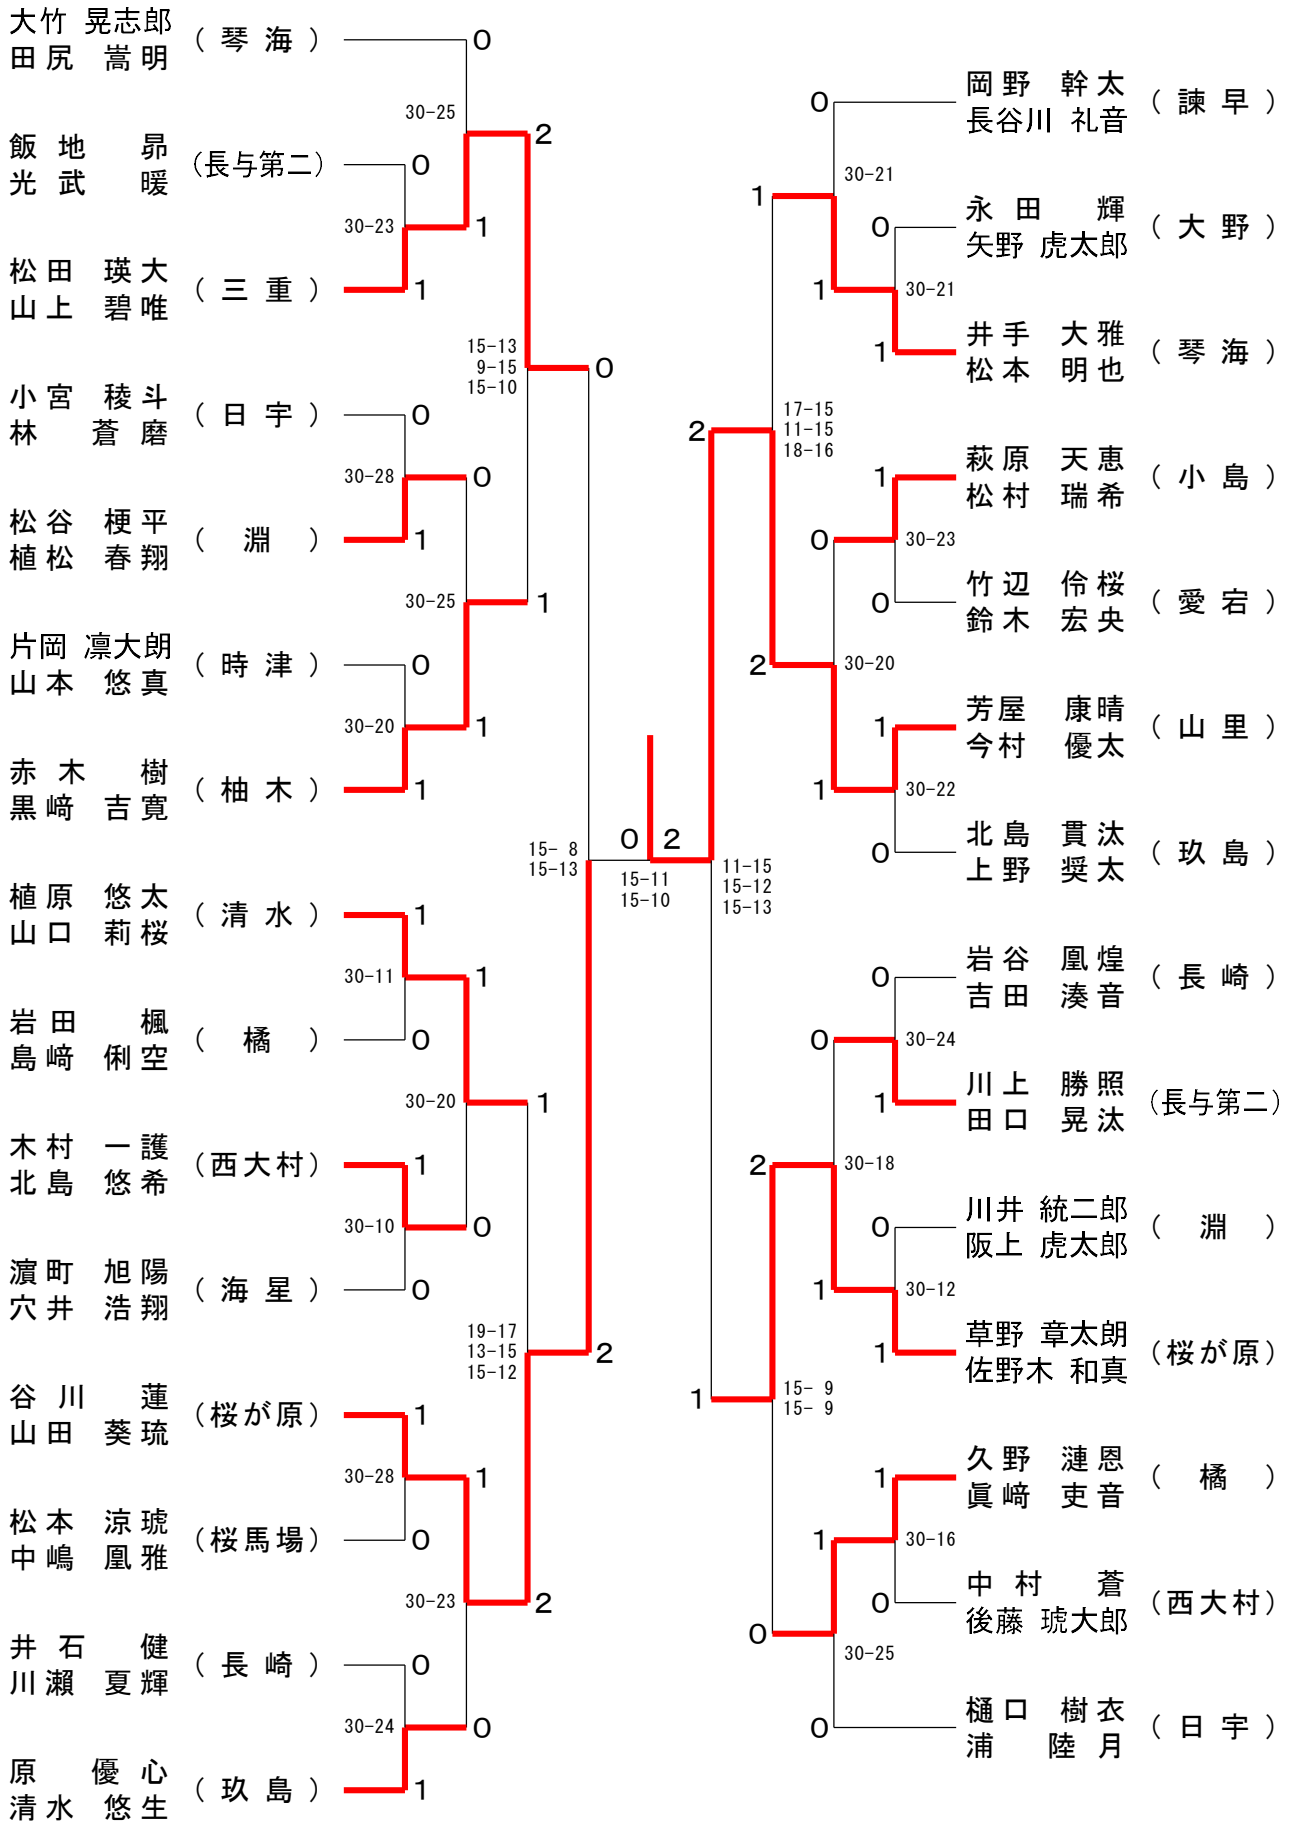 大竹 晃志郎
田尻 嵩明
(琴海)
0
30-25
2
飯地 昴
光武 暖
(長与第二)
0
30-23
1
松田 瑛大
山上 碧唯
(三重)
1
15-13
9-15
15-10
0
小宮 稜斗
林 蒼磨
(日宇)
0
30-28
0
松谷 梗平
植松 春翔
(淵)
1
30-25
1
片岡 凛大朗
山本 悠真
(時津)
0
30-20
1
赤木 樹
黒﨑 吉寛
(柚木)
1
15- 8
15-13
植原 悠太
山口 莉桜
(清水)
1
30-11
1
岩田 楓
島﨑 俐空
(橘)
0
30-20
1
木村 一護
北島 悠希
(西大村)
1
30-10
0
濵町 旭陽
穴井 浩翔
(海星)
0
19-17
13-15
15-12
2
谷川 蓮
山田 葵琉
(桜が原)
1
30-28
1
松本 涼琥
中嶋 凰雅
(桜馬場)
0
30-23
2
井石 健
川瀬 夏輝
(長崎)
0
30-24
0
原 優心
清水 悠生
(玖島)
1
0 2
15-11
15-10
0
岡野 幹太
長谷川 礼音
(諫早)
1
30-21
0
永田 輝
矢野 虎太郎
(大野)
1
30-21
1
井手 大雅
松本 明也
(琴海)
2
17-15
11-15
18-16
1
萩原 天恵
松村 瑞希
(小島)
0
30-23
0
竹辺 伶桜
鈴木 宏央
(愛宕)
2
30-20
1
芳屋 康晴
今村 優太
(山里)
1
30-22
0
北島 貫汰
上野 奨太
(玖島)
11-15
15-12
15-13
0
岩谷 凰煌
吉田 湊音
(長崎)
0
30-24
1
川上 勝照
田口 晃汰
(長与第二)
2
30-18
0
川井 統二郎
阪上 虎太郎
(淵)
1
30-12
1
草野 章太朗
佐野木 和真
(桜が原)
1
15- 9
15- 9
1
久野 漣恩
眞﨑 吏音
(橘)
1
30-16
0
中村 蒼
後藤 琥大郎
(西大村)
0
30-25
0
樋口 樹衣
浦 陸月
(日宇)